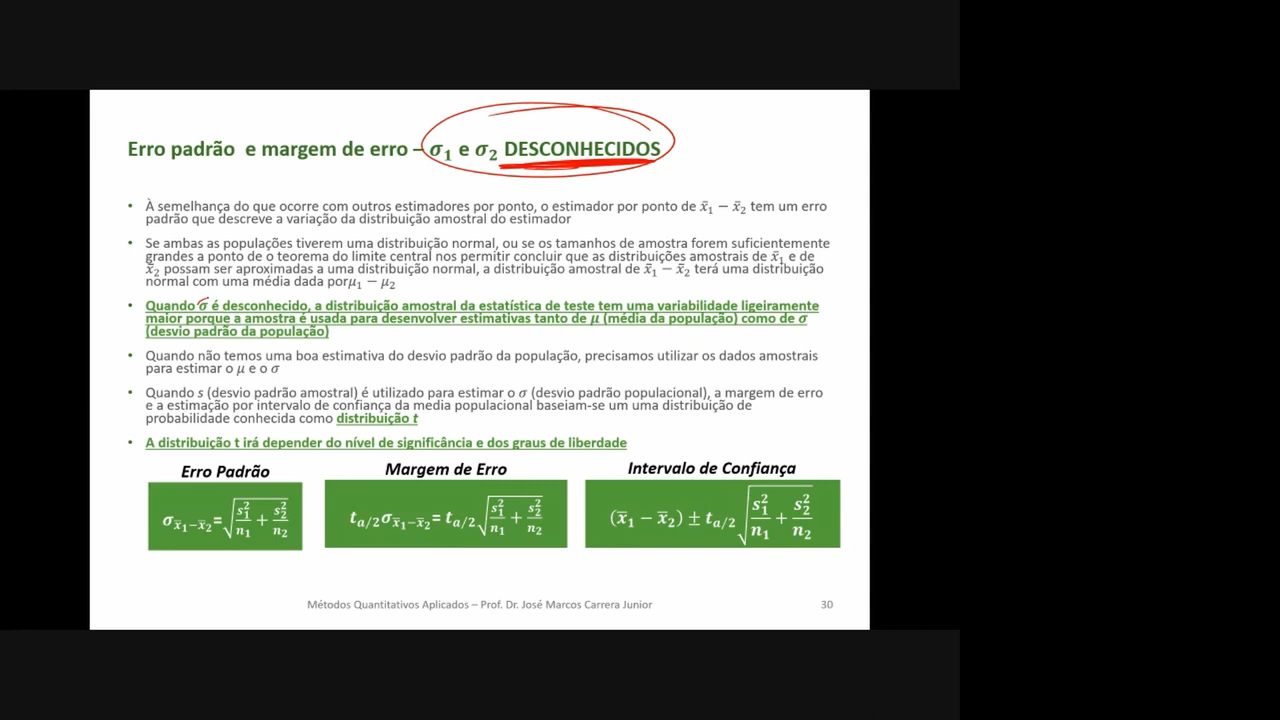 Erro padrão e margem de erro – σ₁ e σ₂ DESCONHECIDOS
• À semelhança do que ocorre com outros estimadores por ponto, o estimador por ponto de x̄₁ − x̄₂ tem um erro
padrão que descreve a variação da distribuição amostral do estimador
• Se ambas as populações tiverem uma distribuição normal, ou se os tamanhos de amostra forem suficientemente
grandes a ponto de o teorema do limite central nos permitir concluir que as distribuições amostrais de x̄₁ e de
x̄₂ possam ser aproximadas a uma distribuição normal, a distribuição amostral de x̄₁ − x̄₂ terá uma distribuição
normal com uma média dada porμ₁ − μ₂
• Quando σ é desconhecido, a distribuição amostral da estatística de teste tem uma variabilidade ligeiramente
maior porque a amostra é usada para desenvolver estimativas tanto de μ (média da população) como de σ
(desvio padrão da população)
• Quando não temos uma boa estimativa do desvio padrão da população, precisamos utilizar os dados amostrais
para estimar o μ e o σ
• Quando s (desvio padrão amostral) é utilizado para estimar o σ (desvio padrão populacional), a margem de erro
e a estimação por intervalo de confiança da media populacional baseiam-se um uma distribuição de
probabilidade conhecida como distribuição t
• A distribuição t irá depender do nível de significância e dos graus de liberdade
Erro Padrão
σx̄₁−x̄₂=√(s₁²/n₁ + s₂²/n₂)
Margem de Erro
tₐ/₂σx̄₁−x̄₂= tₐ/₂√(s₁²/n₁ + s₂²/n₂)
Intervalo de Confiança
(x̄₁ − x̄₂) ± tₐ/₂√(s₁²/n₁ + s₂²/n₂)
Métodos Quantitativos Aplicados – Prof. Dr. José Marcos Carrera Junior
30